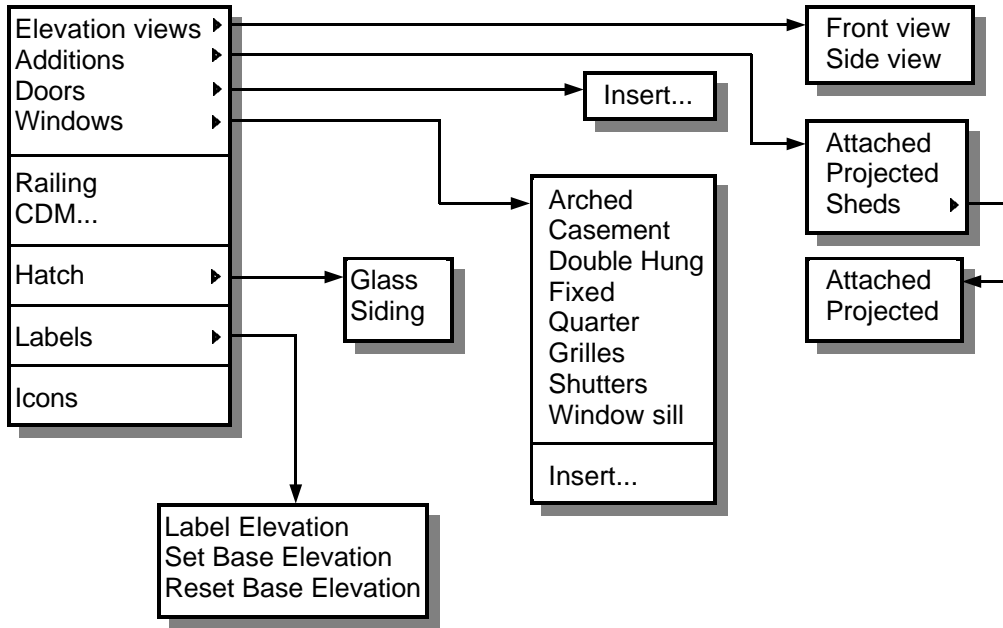 Elevation views
Additions
Doors
Windows
Railing
CDM...
Hatch
Labels
Icons
Front view
Side view
Insert...
Attached
Projected
Sheds
Attached
Projected
Arched
Casement
Double Hung
Fixed
Quarter
Grilles
Shutters
Window sill
Insert...
Glass
Siding
Label Elevation
Set Base Elevation
Reset Base Elevation